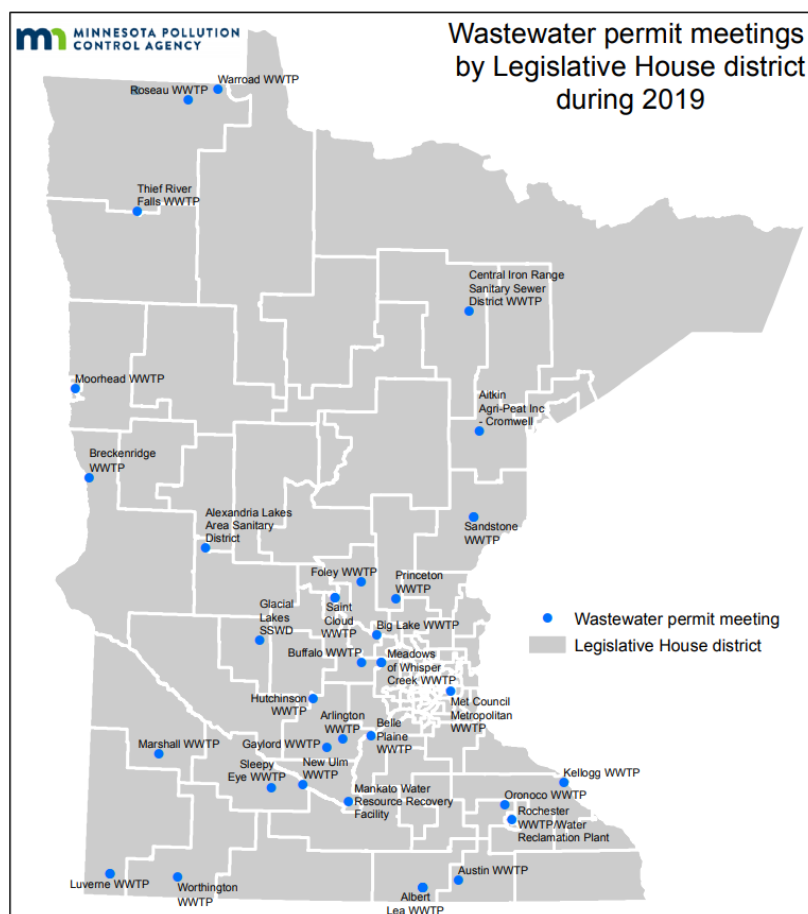 MINNESOTA POLLUTION
CONTROL AGENCY
Wastewater permit meetings
by Legislative House district
during 2019
Warroad WWTP
Roseau WWTP
Thief River
Falls WWTP
Central Iron Range
Sanitary Sewer
District WWTP
Moorhead WWTP
Aitkin
Agri-Peat Inc
- Cromwell
Breckenridge
WWTP
Alexandria Lakes
Area Sanitary
District
Sandstone
WWTP
Foley WWTP
Princeton
WWTP
Glacial
Lakes
SSWD
Saint
Cloud
WWTP
Big Lake WWTP
Wastewater permit meeting
Legislative House district
Buffalo WWTP
Meadows
of Whisper
Creek WWTP
Hutchinson
WWTP
Met Council
Metropolitan
WWTP
Arlington
WWTP
Belle
Plaine
WWTP
Marshall WWTP
Gaylord WWTP
Sleepy
Eye WWTP
New Ulm
WWTP
Mankato Water
Resource Recovery
Facility
Kellogg WWTP
Oronoco WWTP
Rochester
WWTP/Water
Reclamation Plant
Luverne WWTP
Worthington
WWTP
Austin WWTP
Albert
Lea WWTP